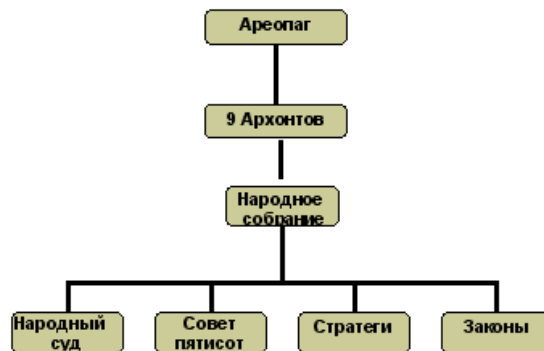 Ареопаг
9 Архонтов
Народное
собрание
Народный
суд
Совет
пятисот
Стратеги
Законы